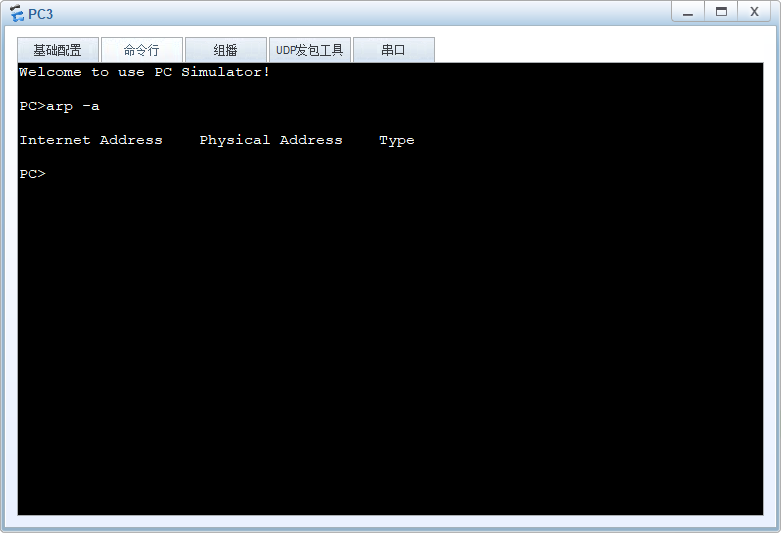 PC3
X
基础配置 命令行 组播 UDP发包工具 串口
Welcome to use PC Simulator!
PC>arp -a
Internet Address    Physical Address    Type
PC>